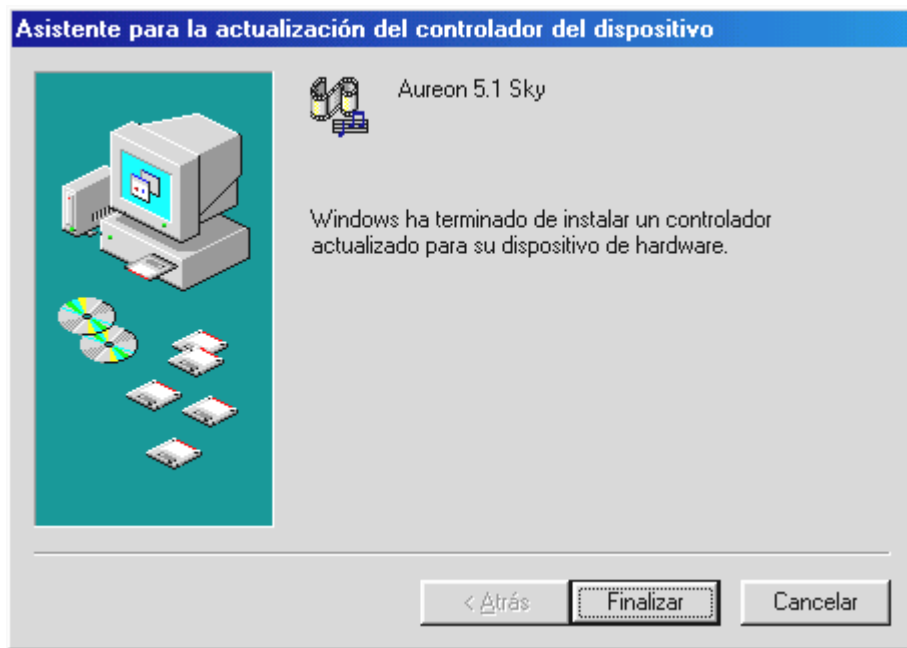 Asistente para la actualización del controlador del dispositivo
Aureon 5.1 Sky
Windows ha terminado de instalar un controlador
actualizado para su dispositivo de hardware.
< Atrás
Finalizar
Cancelar